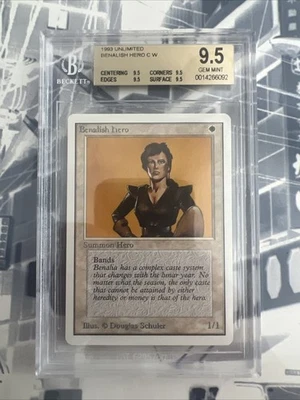 1993 UNLIMITED
BENALISH HERO C W
9.5
GEM MINT
CENTERING 9.5 CORNERS 9.5
EDGES 9.5 SURFACE 9.5
0014266092
BECKETT
Benalish Hero
Summon Hero
Bands
Benalia has a complex caste system
that changes with the lunar year. No
matter what the season, the only caste
that cannot be attained by either
heredity or money is that of the hero.
Illus. © Douglas Schuler
1/1